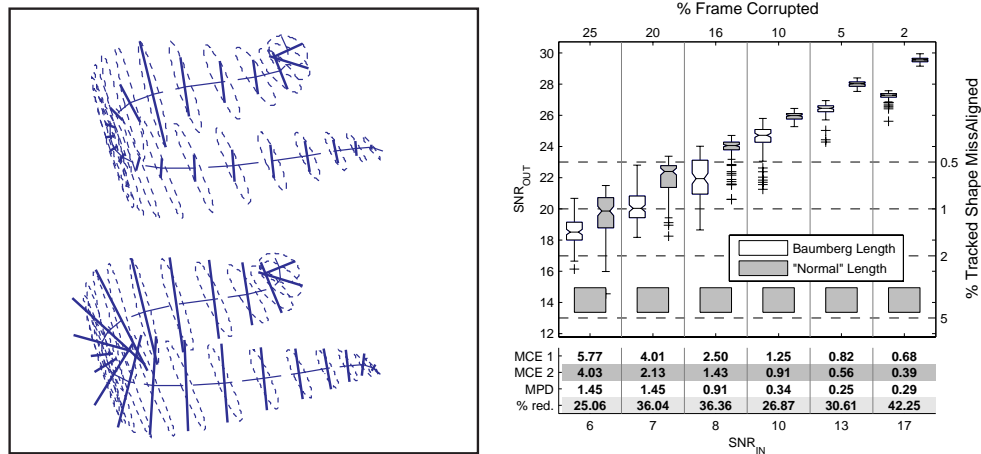 % Frame Corrupted
25 20 16 10 5 2
30
28
26
24
22
20
18
16
14
12
SNR_OUT
0.5
1
2
5
% Tracked Shape MissAligned
Baumberg Length
"Normal" Length
MCE 1 5.77 4.01 2.50 1.25 0.82 0.68
MCE 2 4.03 2.13 1.43 0.91 0.56 0.39
MPD 1.45 1.45 0.91 0.34 0.25 0.29
% red. 25.06 36.04 36.36 26.87 30.61 42.25
6 7 8 10 13 17
SNR_IN